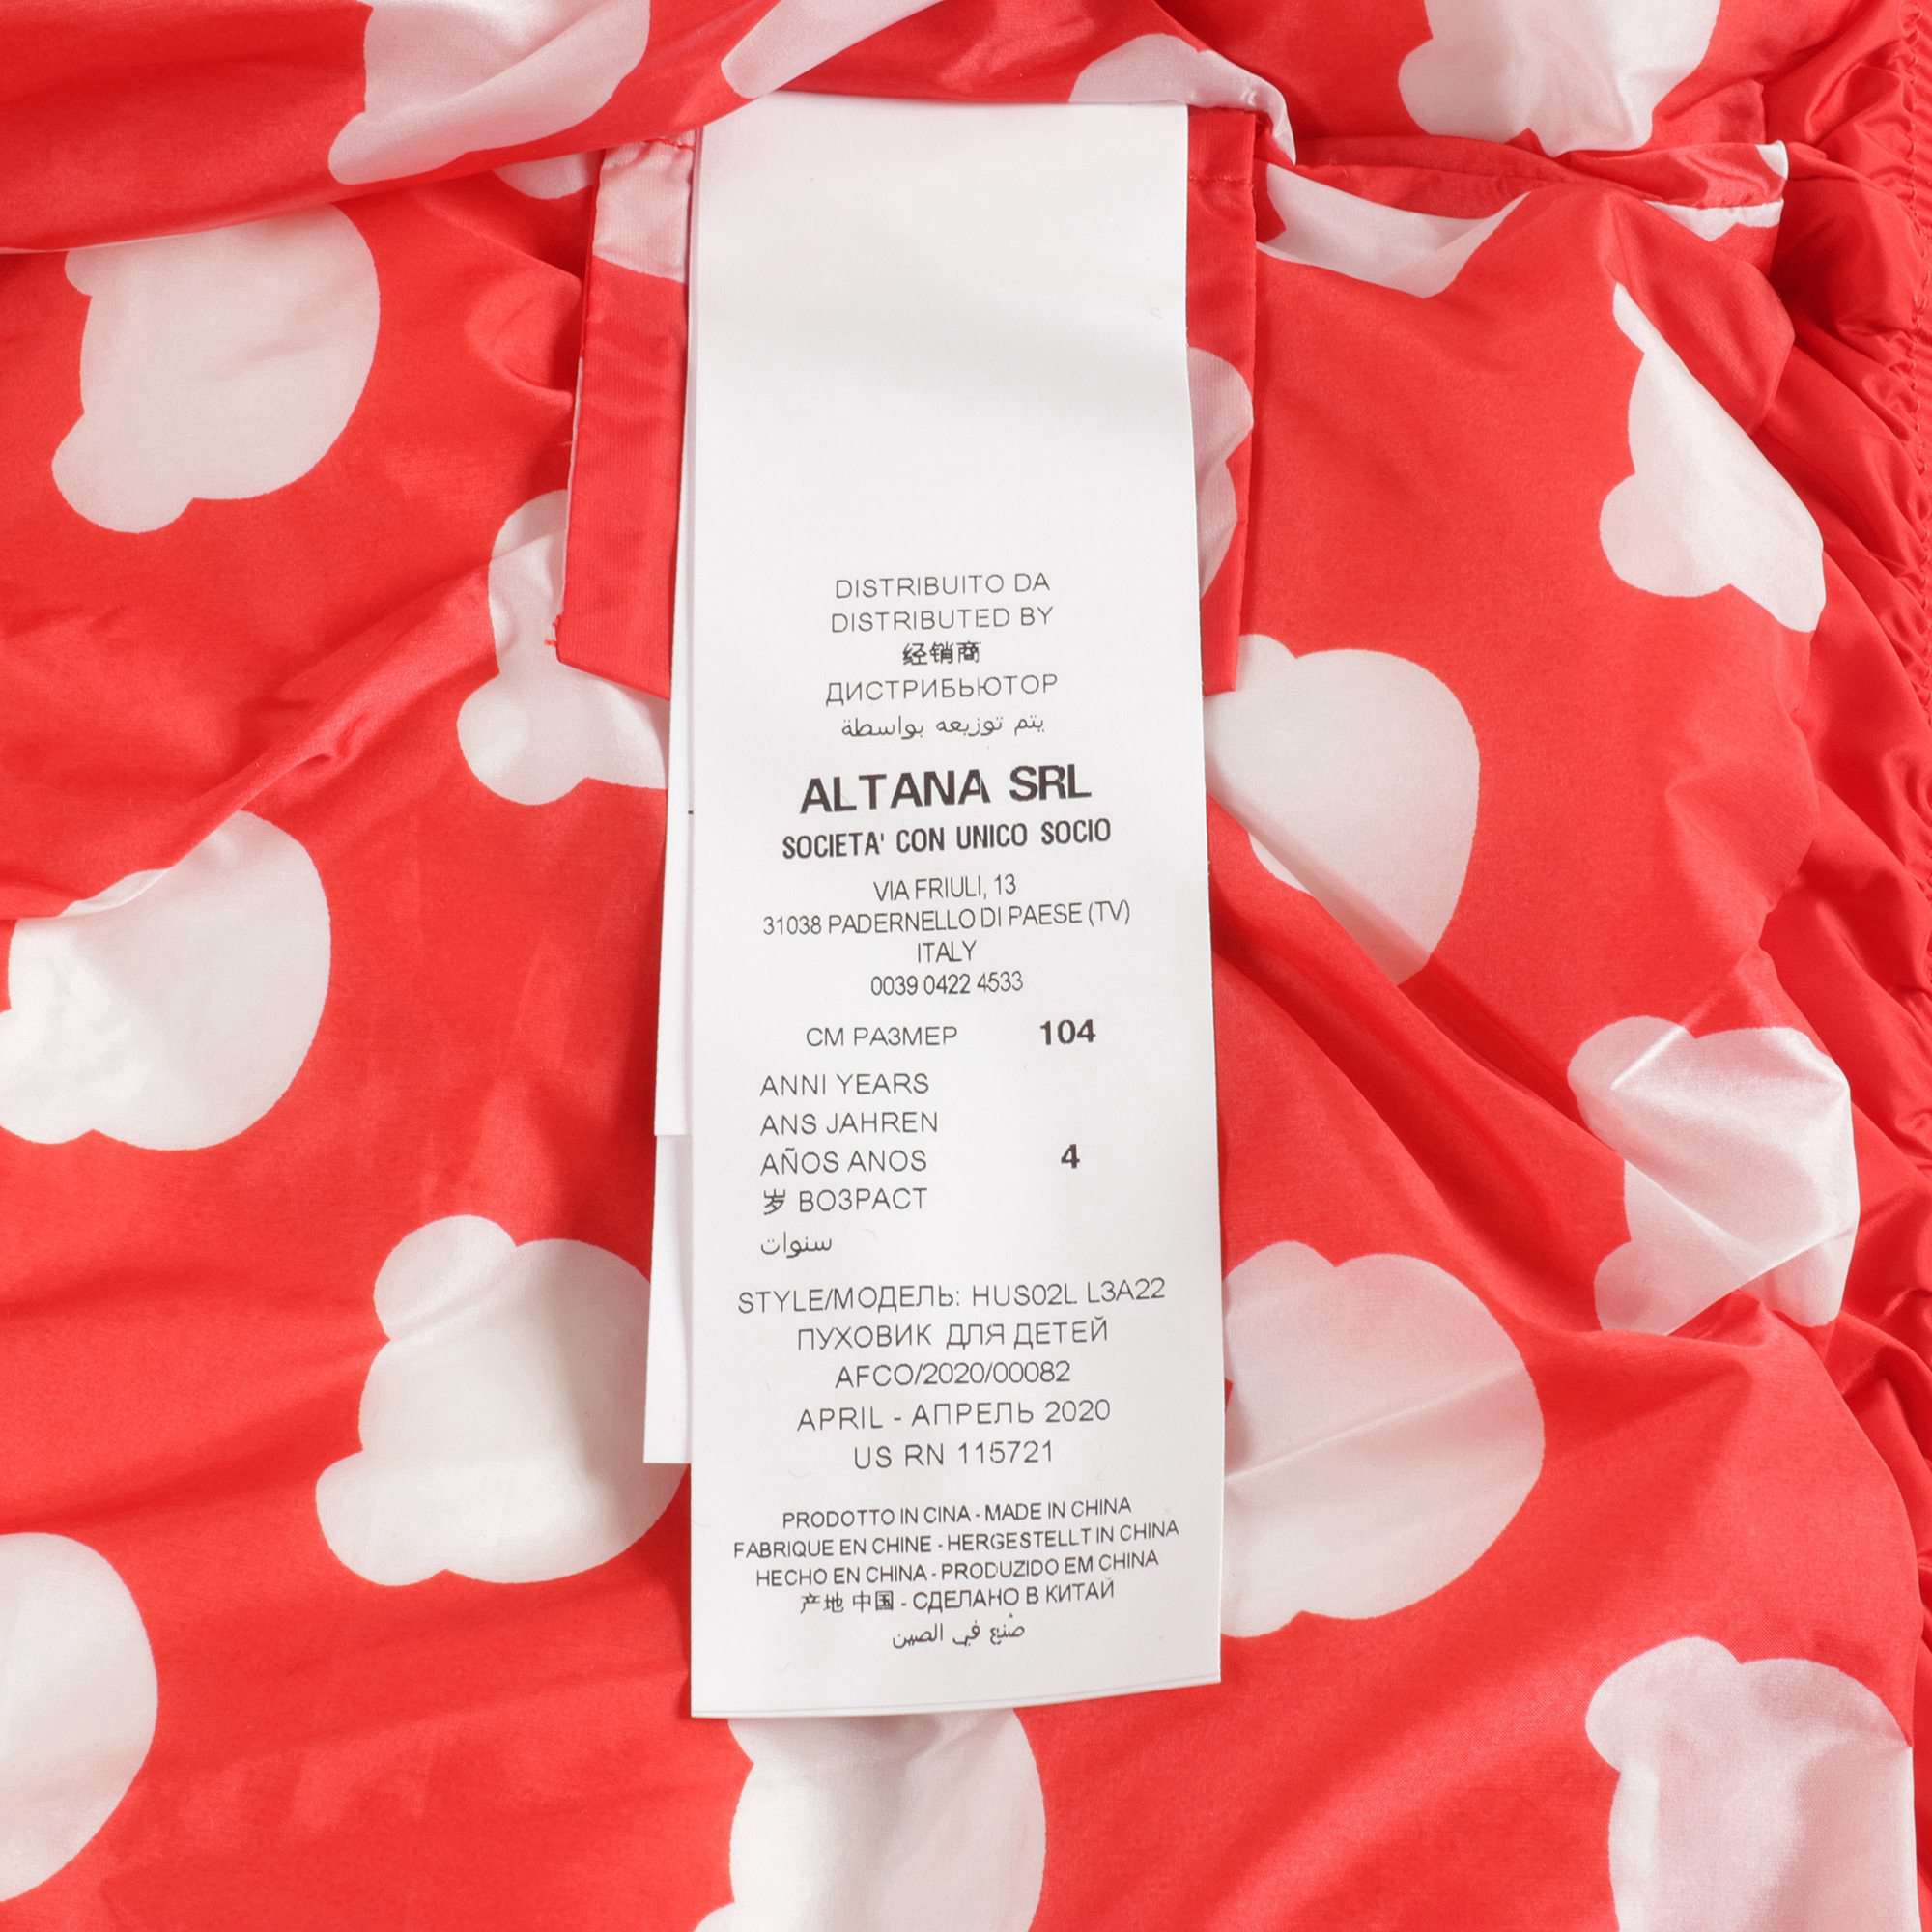 DISTRIBUITO DA
DISTRIBUTED BY
经销商
ДИСТРИБЬЮТОР
يتم توزيعه بواسطة
ALTANA SRL
SOCIETA' CON UNICO SOCIO
VIA FRIULI, 13
31038 PADERNELLO DI PAESE (TV)
ITALY
0039 0422 4533
CM РАЗМЕР 104
ANNI YEARS
ANS JAHREN
AÑOS ANOS 4
岁 ВОЗРАСТ
سنوات
STYLE/МОДЕЛЬ: HUS02L L3A22
ПУХОВИК ДЛЯ ДЕТЕЙ
AFCO/2020/00082
APRIL - АПРЕЛЬ 2020
US RN 115721
PRODOTTO IN CINA - MADE IN CHINA
FABRIQUE EN CHINE - HERGESTELLT IN CHINA
HECHO EN CHINA - PRODUZIDO EM CHINA
产地 中国 - СДЕЛАНО В КИТАЙ
صُنع في الصين